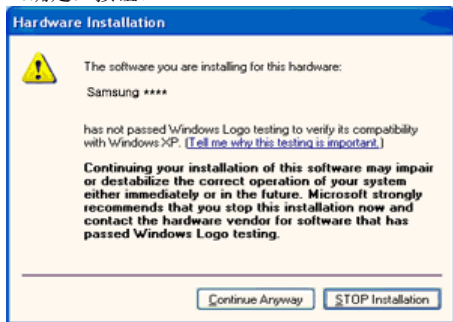 Hardware Installation
The software you are installing for this hardware:
Samsung ****
has not passed Windows Logo testing to verify its compatibility
with Windows XP. (Tell me why this testing is important.)
Continuing your installation of this software may impair
or destabilize the correct operation of your system
either immediately or in the future. Microsoft strongly
recommends that you stop this installation now and
contact the hardware vendor for software that has
passed Windows Logo testing.
Continue Anyway STOP Installation